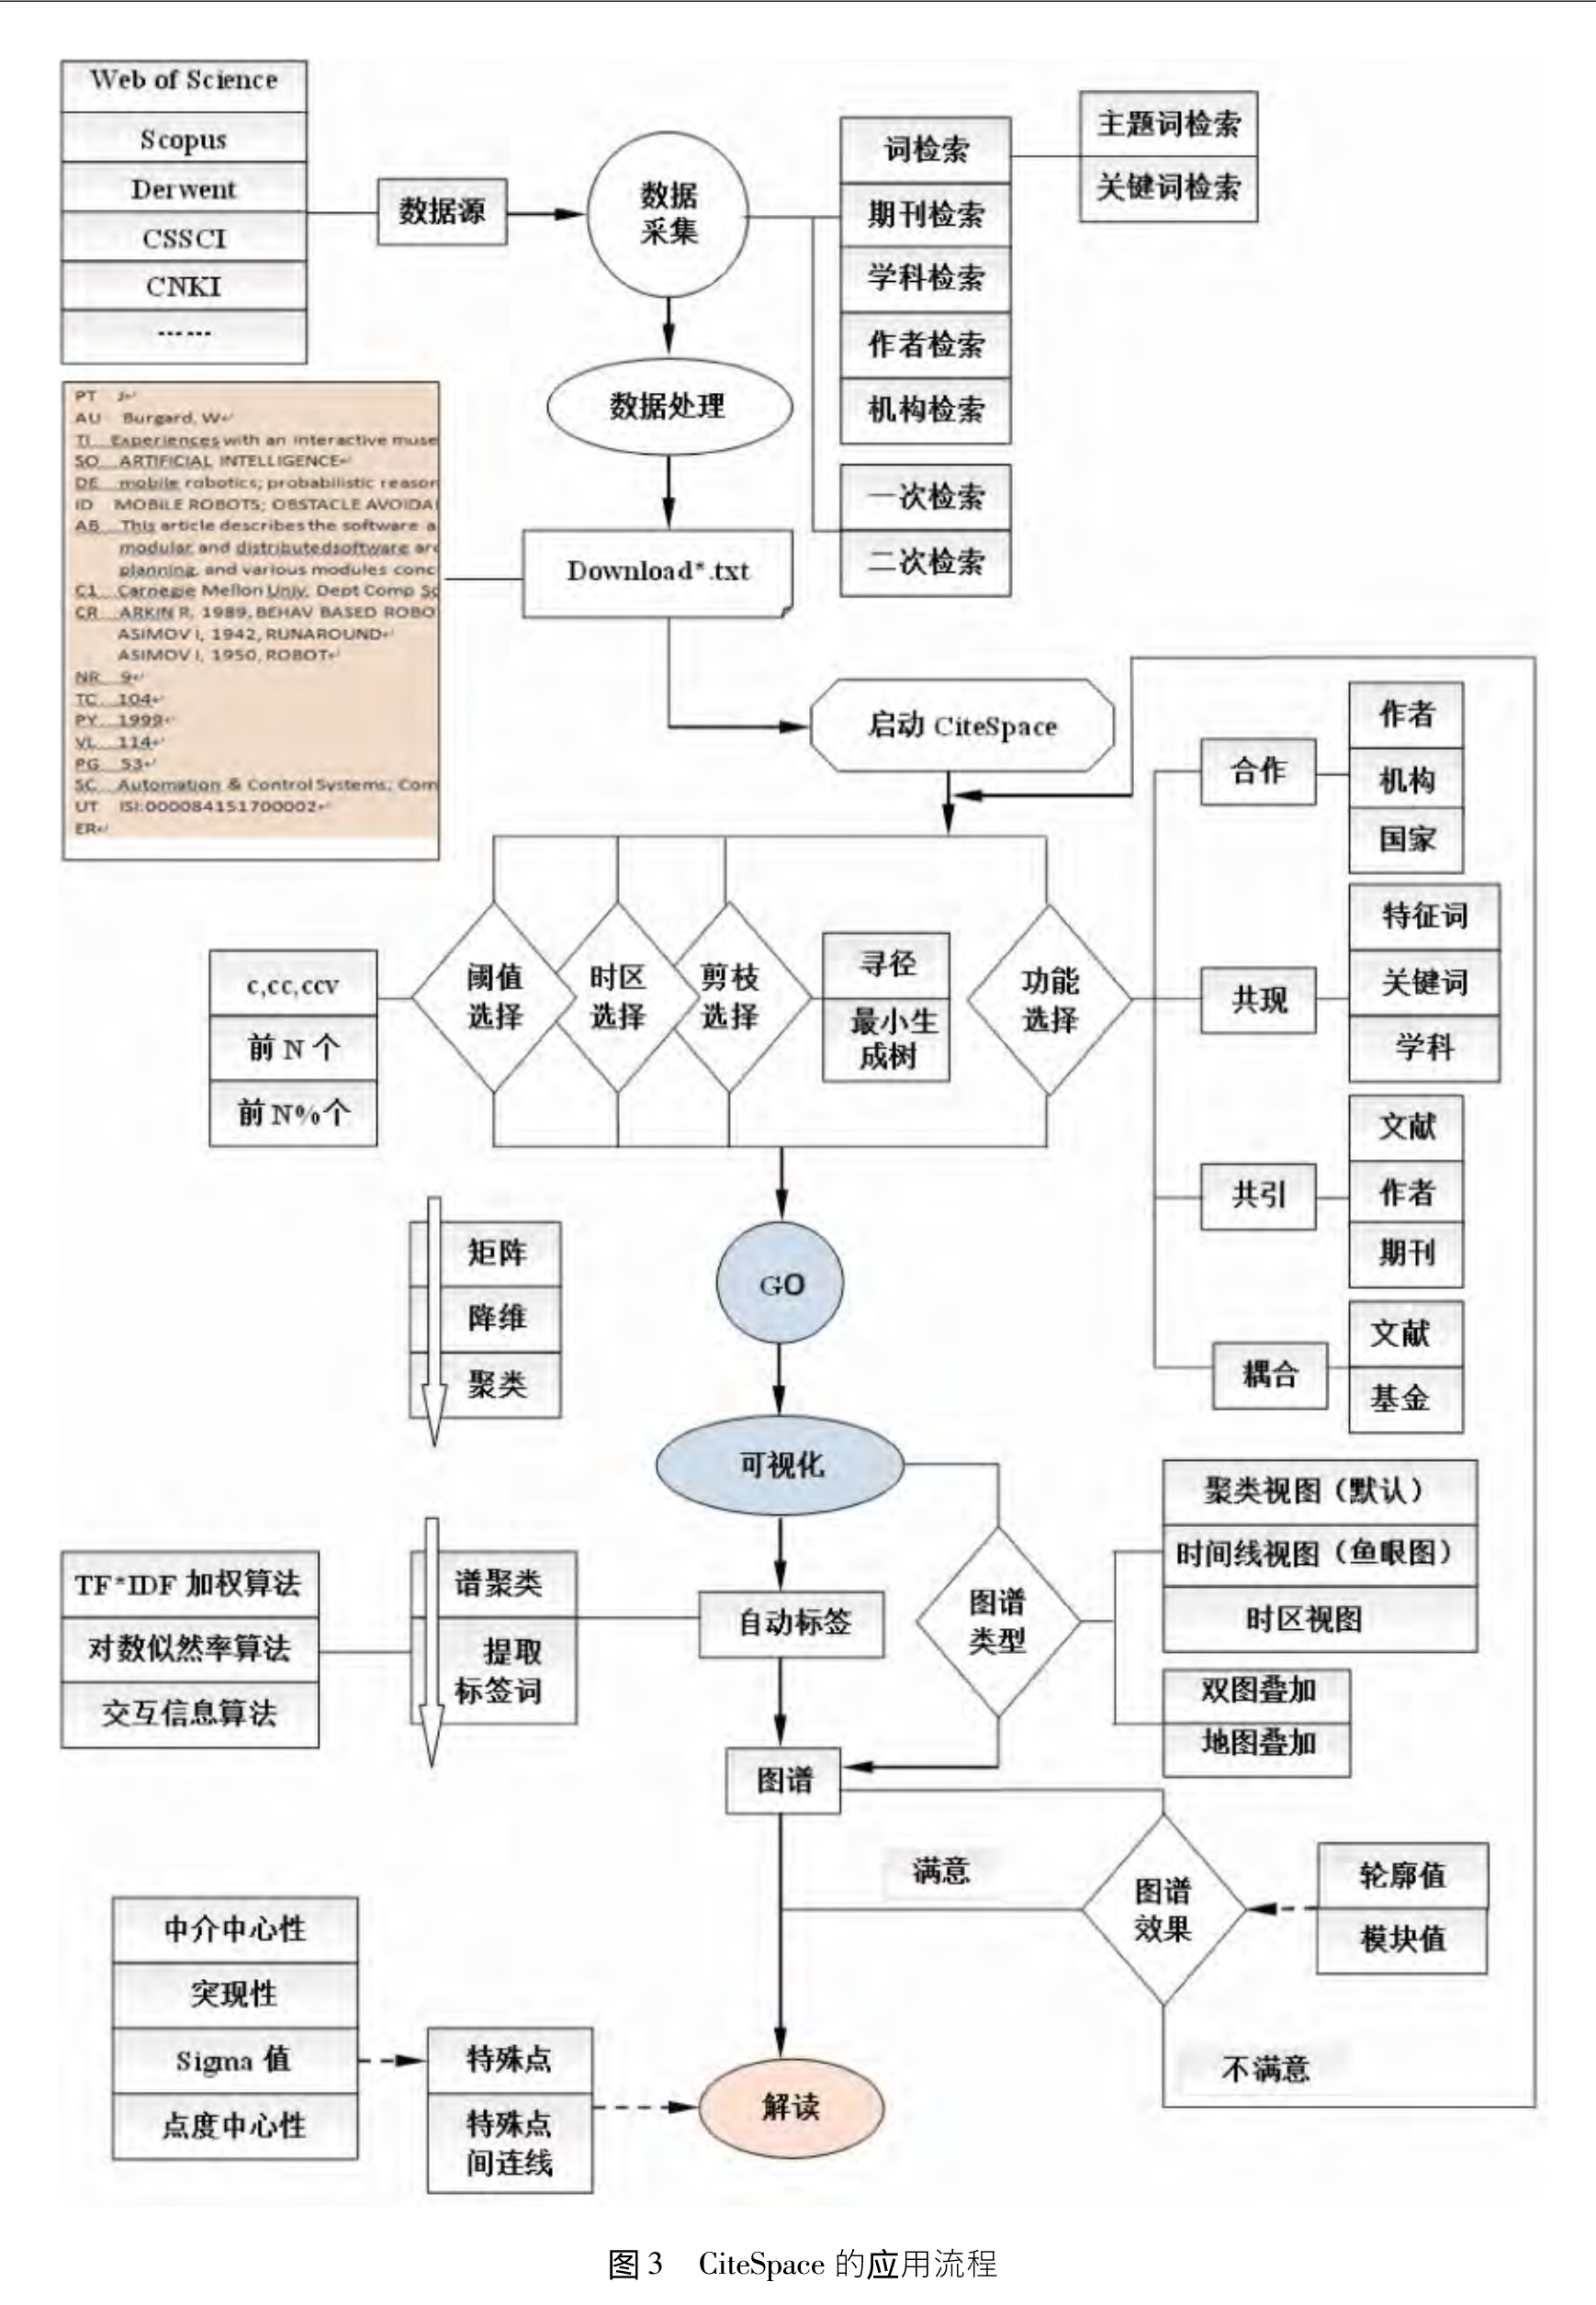 Web of Science
Scopus
Derwent
CSSCI
CNKI
……
数据源
数据
采集
词检索
期刊检索
学科检索
作者检索
机构检索
主题词检索
关键词检索
一次检索
二次检索
数据处理
Download*.txt
PT J
AU Burgard, W
TI Experiences with an interactive muse
SO ARTIFICIAL INTELLIGENCE
DE mobile robotics; probabilistic reason
ID MOBILE ROBOTS; OBSTACLE AVOIDA
AB This article describes the software a
modular and distributedsoftware are
planning, and various modules conc
C1 Carnegie Mellon Univ, Dept Comp Sc
CR ARKIN R, 1989, BEHAV BASED ROBO
ASIMOV I, 1942, RUNAROUND
ASIMOV I, 1950, ROBOT
NR 9
TC 104
PY 1999
VL 114
PG 53
SC Automation & Control Systems; Com
UT ISI:000084151700002
ER
启动 CiteSpace
合作
作者
机构
国家
共现
特征词
关键词
学科
共引
文献
作者
期刊
耦合
文献
基金
c,cc,ccv
前 N 个
前 N%个
阈值
选择
时区
选择
剪枝
选择
寻径
最小生
成树
功能
选择
GO
矩阵
降维
聚类
可视化
TF*IDF 加权算法
对数似然率算法
交互信息算法
谱聚类
提取
标签词
自动标签
图谱
类型
聚类视图（默认）
时间线视图（鱼眼图）
时区视图
双图叠加
地图叠加
图谱
满意
图谱
效果
轮廓值
模块值
不满意
中介中心性
突现性
Sigma 值
点度中心性
特殊点
特殊点
间连线
解读
图 3 CiteSpace 的应用流程